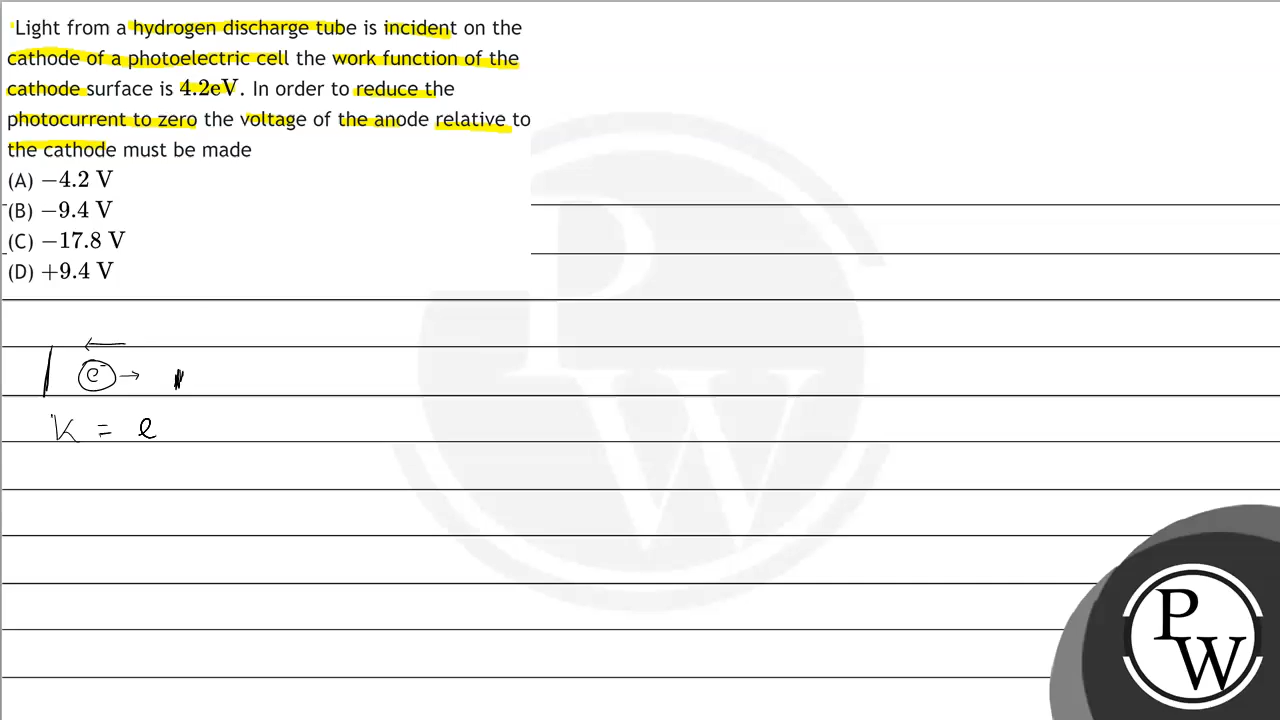 Light from a hydrogen discharge tube is incident on the
cathode of a photoelectric cell the work function of the
cathode surface is 4.2eV. In order to reduce the
photocurrent to zero the voltage of the anode relative to
the cathode must be made
(A) −4.2 V
(B) −9.4 V
(C) −17.8 V
(D) +9.4 V
e⁻
K = e
P
W
P
W